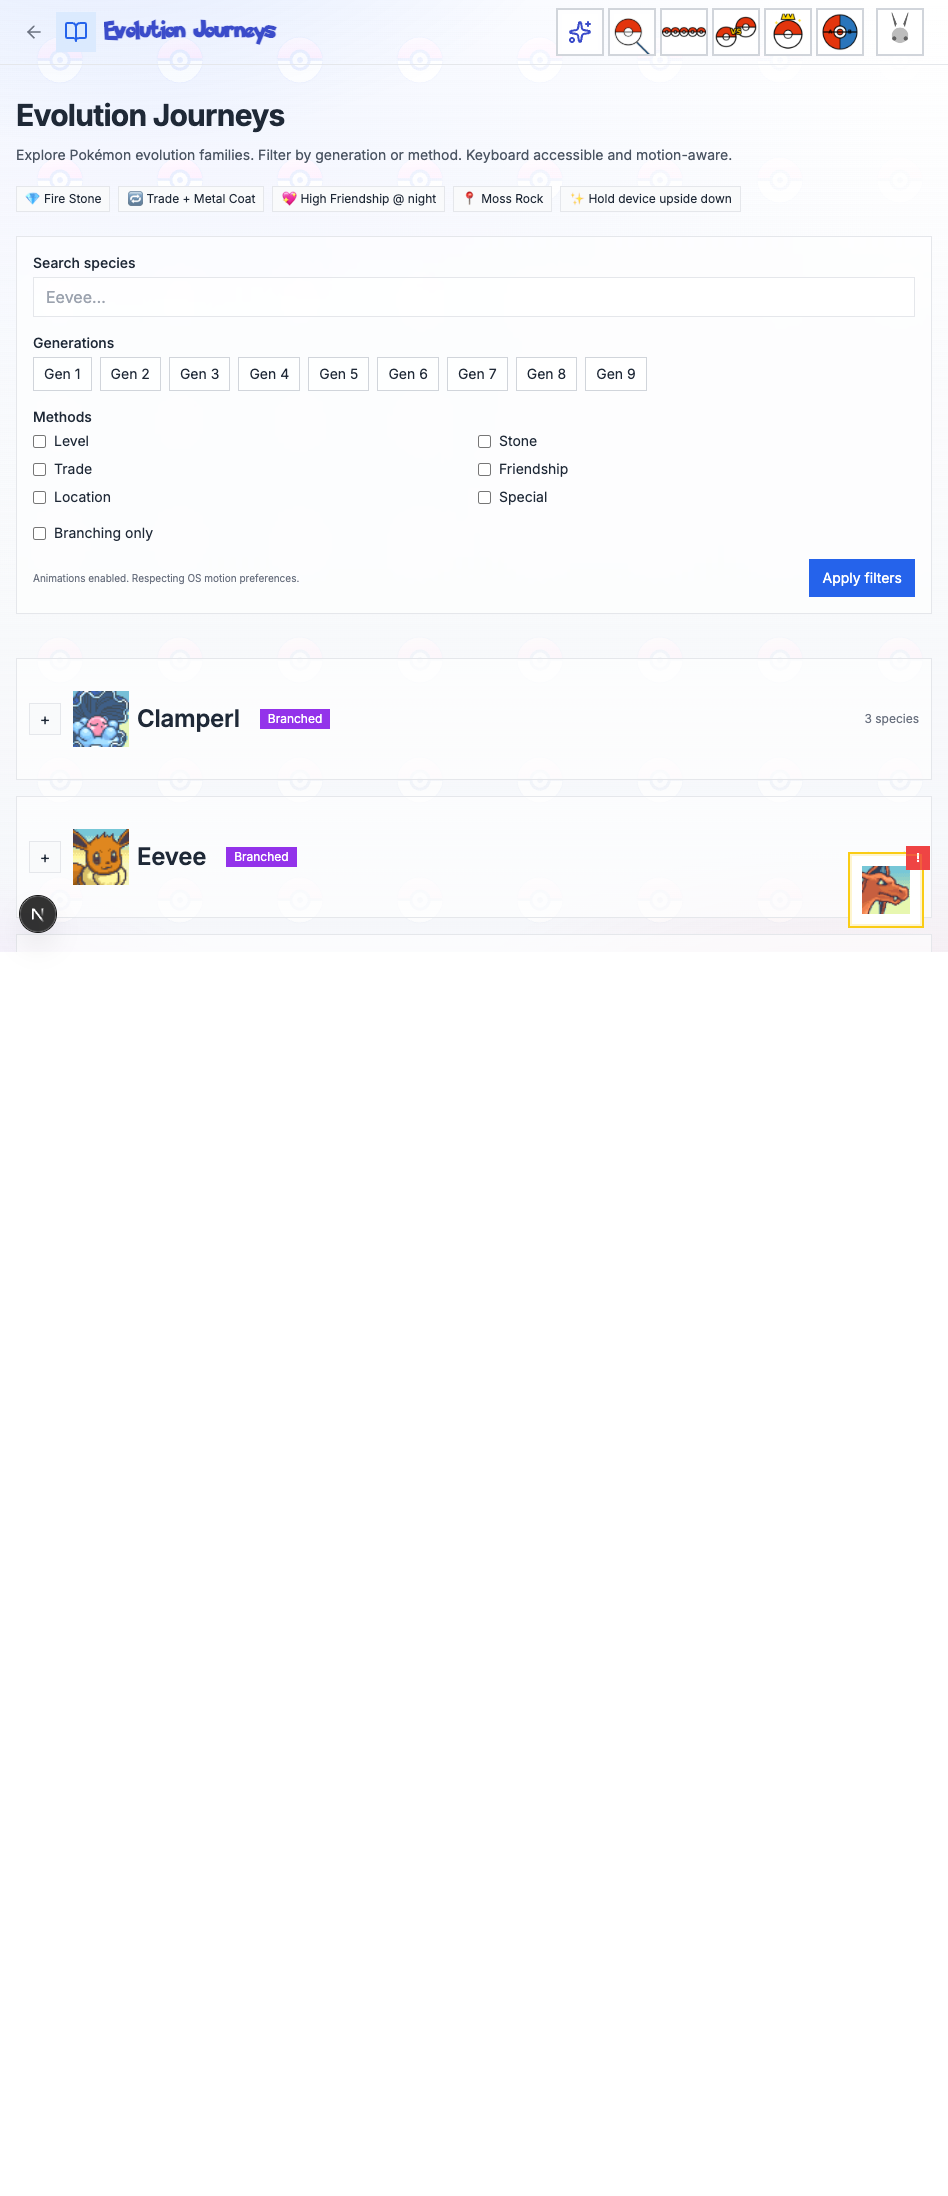 Evolution Journeys
VS
Evolution Journeys
Explore Pokémon evolution families. Filter by generation or method. Keyboard accessible and motion-aware.
💎 Fire Stone 🔁 Trade + Metal Coat 💖 High Friendship @ night 📍 Moss Rock ✨ Hold device upside down
Search species
Eevee...
Generations
Gen 1 Gen 2 Gen 3 Gen 4 Gen 5 Gen 6 Gen 7 Gen 8 Gen 9
Methods
Level Stone
Trade Friendship
Location Special
Branching only
Animations enabled. Respecting OS motion preferences. Apply filters
+ Clamperl Branched 3 species
+ Eevee Branched
!
N